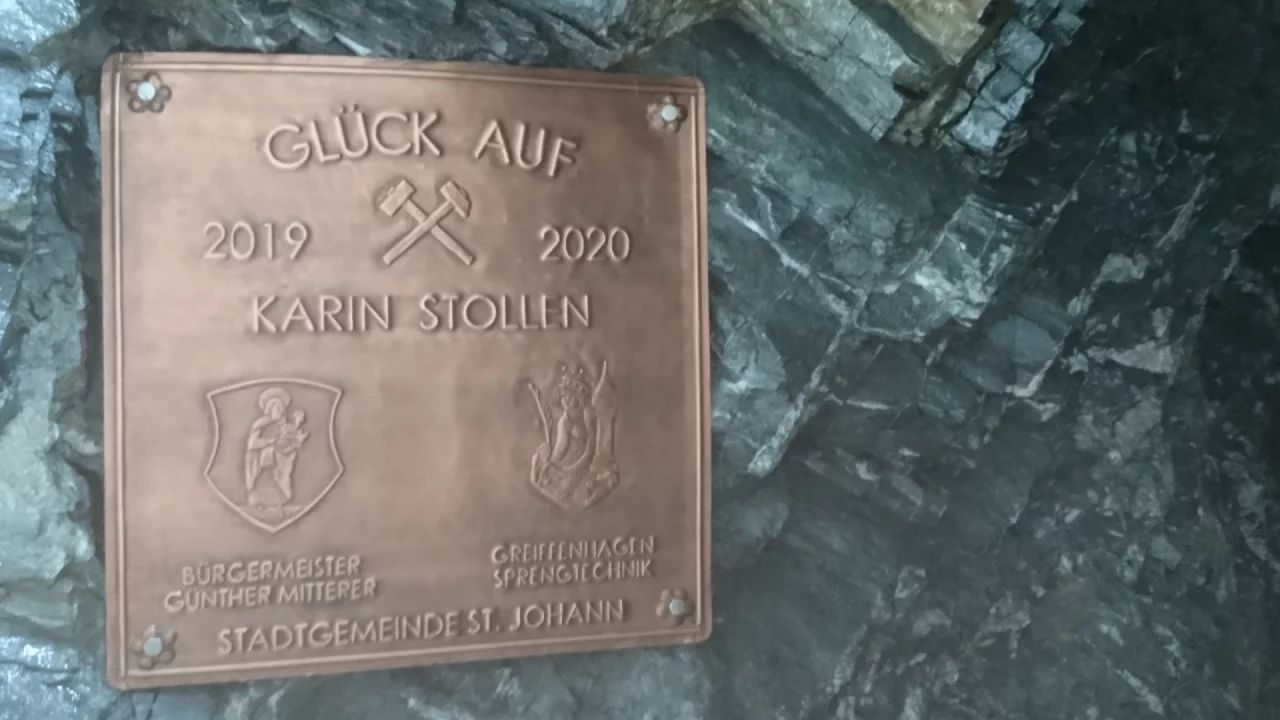 GLÜCK AUF
2019 2020
KARIN STOLLEN
BÜRGERMEISTER
GÜNTHER MITTERER
GREIFFENHAGEN
SPRENGTECHNIK
STADTGEMEINDE ST. JOHANN